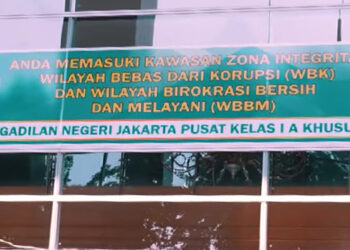 ANDA MEMASUKI KAWASAN ZONA INTEGRITA
WILAYAH BEBAS DARI KORUPSI (WBK)
DAN WILAYAH BIROKRASI BERSIH
DAN MELAYANI (WBBM)
GADILAN NEGERI JAKARTA PUSAT KELAS I A KHUSU